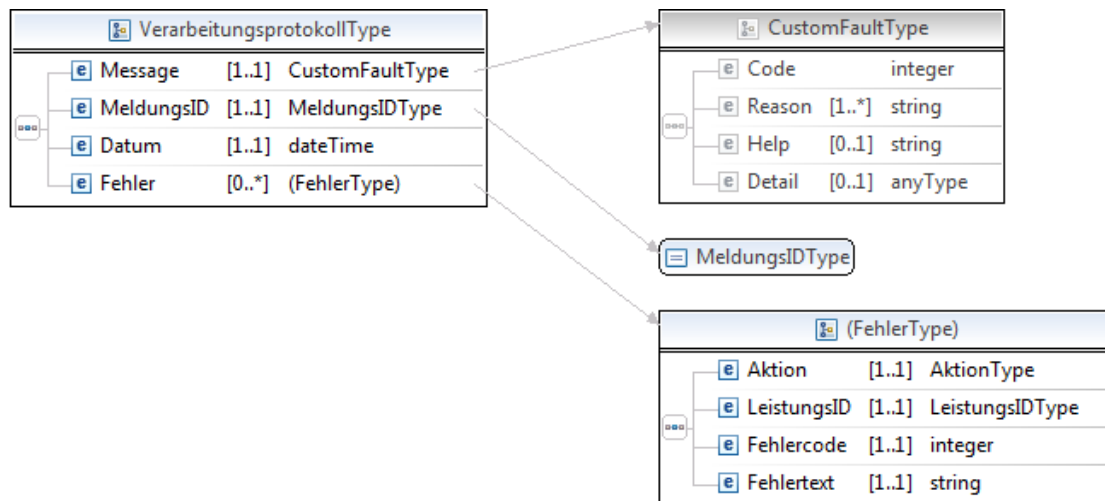 VerarbeitungsprotokollType
e Message [1..1] CustomFaultType
e MeldungsID [1..1] MeldungsIDType
e Datum [1..1] dateTime
e Fehler [0..*] (FehlerType)
CustomFaultType
e Code integer
e Reason [1..*] string
e Help [0..1] string
e Detail [0..1] anyType
MeldungsIDType
(FehlerType)
e Aktion [1..1] AktionType
e LeistungsID [1..1] LeistungsIDType
e Fehlercode [1..1] integer
e Fehlertext [1..1] string